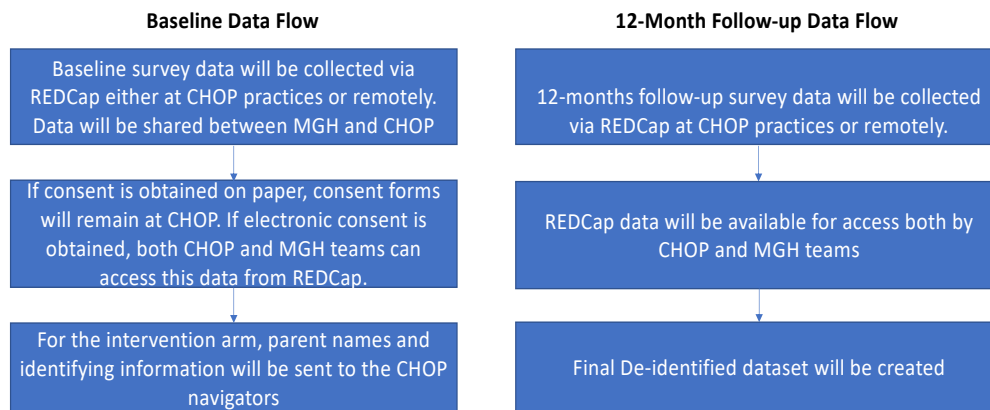 Baseline Data Flow
Baseline survey data will be collected via
REDCap either at CHOP practices or remotely.
Data will be shared between MGH and CHOP
If consent is obtained on paper, consent forms
will remain at CHOP. If electronic consent is
obtained, both CHOP and MGH teams can
access this data from REDCap.
For the intervention arm, parent names and
identifying information will be sent to the CHOP
navigators
12-Month Follow-up Data Flow
12-months follow-up survey data will be collected
via REDCap at CHOP practices or remotely.
REDCap data will be available for access both by
CHOP and MGH teams
Final De-identified dataset will be created